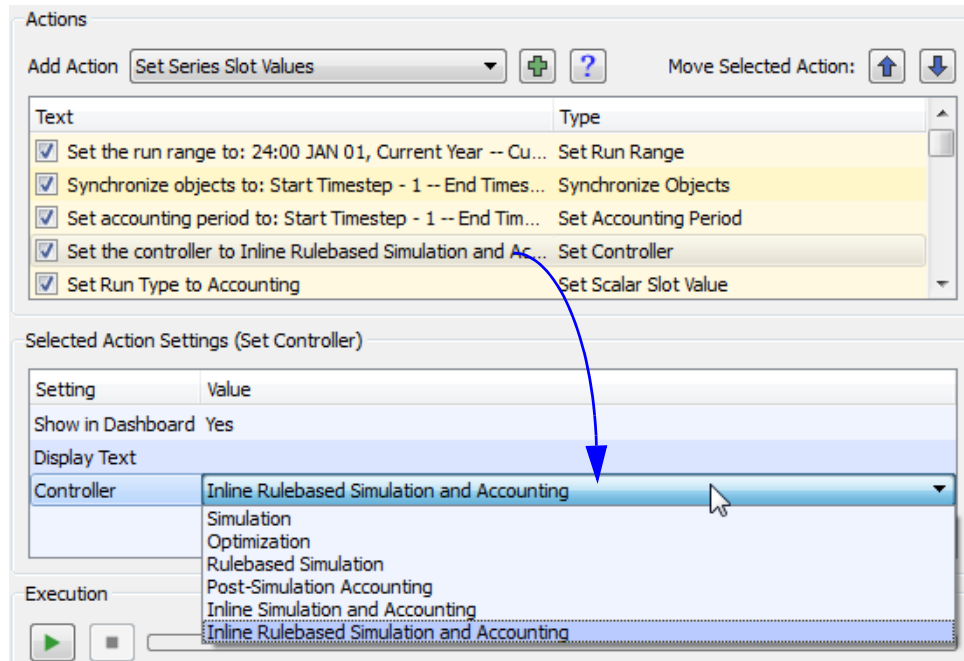 Actions
Add Action Set Series Slot Values ? Move Selected Action:
Text Type
Set the run range to: 24:00 JAN 01, Current Year -- Cu... Set Run Range
Synchronize objects to: Start Timestep - 1 -- End Times... Synchronize Objects
Set accounting period to: Start Timestep - 1 -- End Tim... Set Accounting Period
Set the controller to Inline Rulebased Simulation and Ac... Set Controller
Set Run Type to Accounting Set Scalar Slot Value
Selected Action Settings (Set Controller)
Setting Value
Show in Dashboard Yes
Display Text
Controller Inline Rulebased Simulation and Accounting
Simulation
Optimization
Rulebased Simulation
Post-Simulation Accounting
Inline Simulation and Accounting
Execution
Inline Rulebased Simulation and Accounting